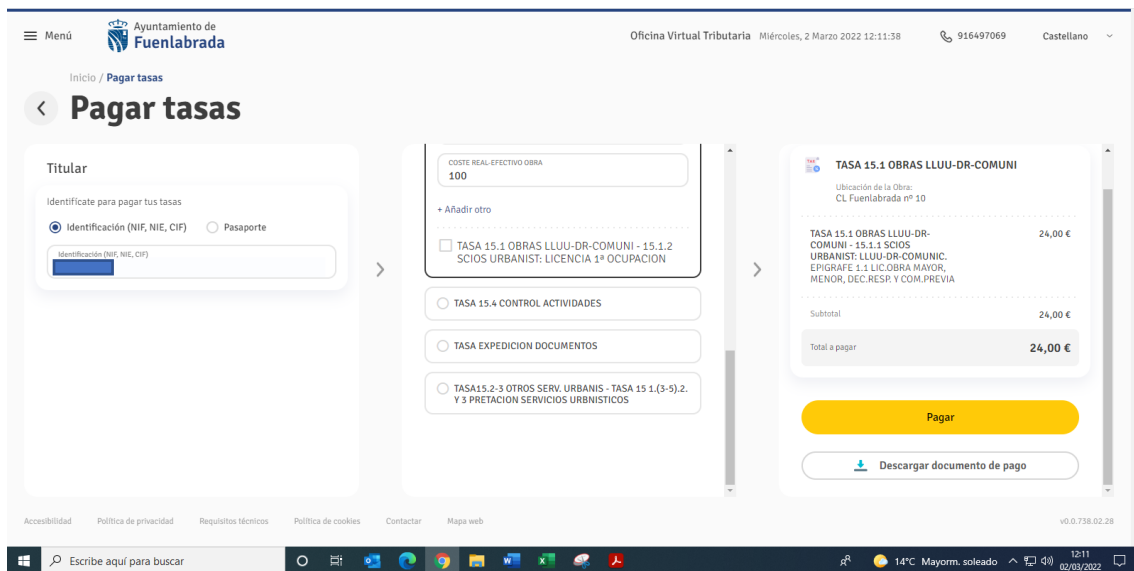 Menú
Ayuntamiento de
Fuenlabrada
Oficina Virtual Tributaria Miércoles, 2 Marzo 2022 12:11:38
916497069
Castellano
Inicio / Pagar tasas
Pagar tasas
Titular
Identifícate para pagar tus tasas
Identificación (NIF, NIE, CIF)
Pasaporte
Identificación (NIF, NIE, CIF)
COSTE REAL-EFECTIVO OBRA
100
+ Añadir otro
TASA 15.1 OBRAS LLUU-DR-COMUNI - 15.1.2
SCIOS URBANIST: LICENCIA 1ª OCUPACION
TASA 15.4 CONTROL ACTIVIDADES
TASA EXPEDICION DOCUMENTOS
TASA15.2-3 OTROS SERV. URBANIS - TASA 15 1.(3-5).2.
Y 3 PRETACION SERVICIOS URBNISTICOS
TASA 15.1 OBRAS LLUU-DR-COMUNI
Ubicación de la Obra:
CL Fuenlabrada nº 10
TASA 15.1 OBRAS LLUU-DR-
COMUNI - 15.1.1 SCIOS
URBANIST: LLUU-DR-COMUNIC.
EPIGRAFE 1.1 LIC.OBRA MAYOR,
MENOR, DEC.RESP. Y COM.PREVIA
24,00 €
Subtotal 24,00 €
Total a pagar 24,00 €
Pagar
Descargar documento de pago
Accesibilidad Política de privacidad Requisitos técnicos Política de cookies Contactar Mapa web
v0.0.738.02.28
Escribe aquí para buscar
14°C Mayorm. soleado
12:11
02/03/2022